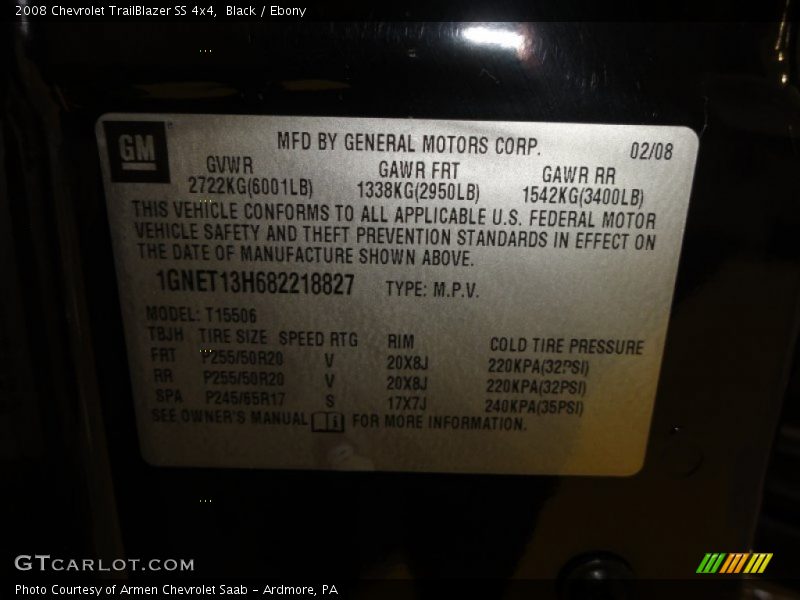 2008 Chevrolet TrailBlazer SS 4x4, Black / Ebony
GM
MFD BY GENERAL MOTORS CORP. 02/08
GVWR GAWR FRT GAWR RR
2722KG(6001LB) 1338KG(2950LB) 1542KG(3400LB)
THIS VEHICLE CONFORMS TO ALL APPLICABLE U.S. FEDERAL MOTOR
VEHICLE SAFETY AND THEFT PREVENTION STANDARDS IN EFFECT ON
THE DATE OF MANUFACTURE SHOWN ABOVE.
1GNET13H682218827 TYPE: M.P.V.
MODEL: T15506
TBJH TIRE SIZE SPEED RTG RIM COLD TIRE PRESSURE
FRT P255/50R20 V 20X8J 220KPA(32PSI)
RR P255/50R20 V 20X8J 220KPA(32PSI)
SPA P245/65R17 S 17X7J 240KPA(35PSI)
SEE OWNER'S MANUAL i FOR MORE INFORMATION.
GTCARLOT.COM
Photo Courtesy of Armen Chevrolet Saab - Ardmore, PA